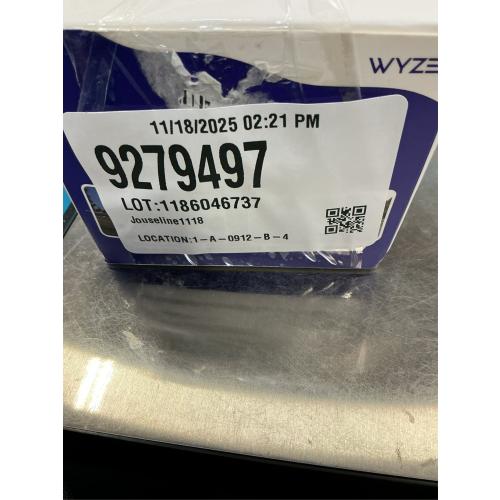 WYZE
11/18/2025 02:21 PM
9279497
LOT:1186046737
Jouseline1118
LOCATION:1-A-0912-B-4